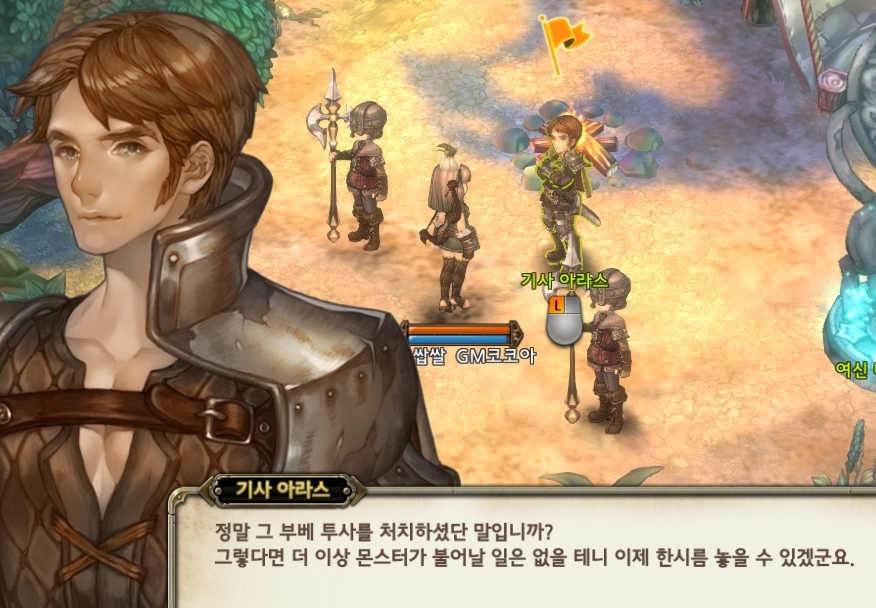 기사 아라스
L
쌉쌀 GM코코아
여신
기사 아라스
정말 그 부베 투사를 처치하셨단 말입니까?
그렇다면 더 이상 몬스터가 불어날 일은 없을 테니 이제 한시름 놓을 수 있겠군요.